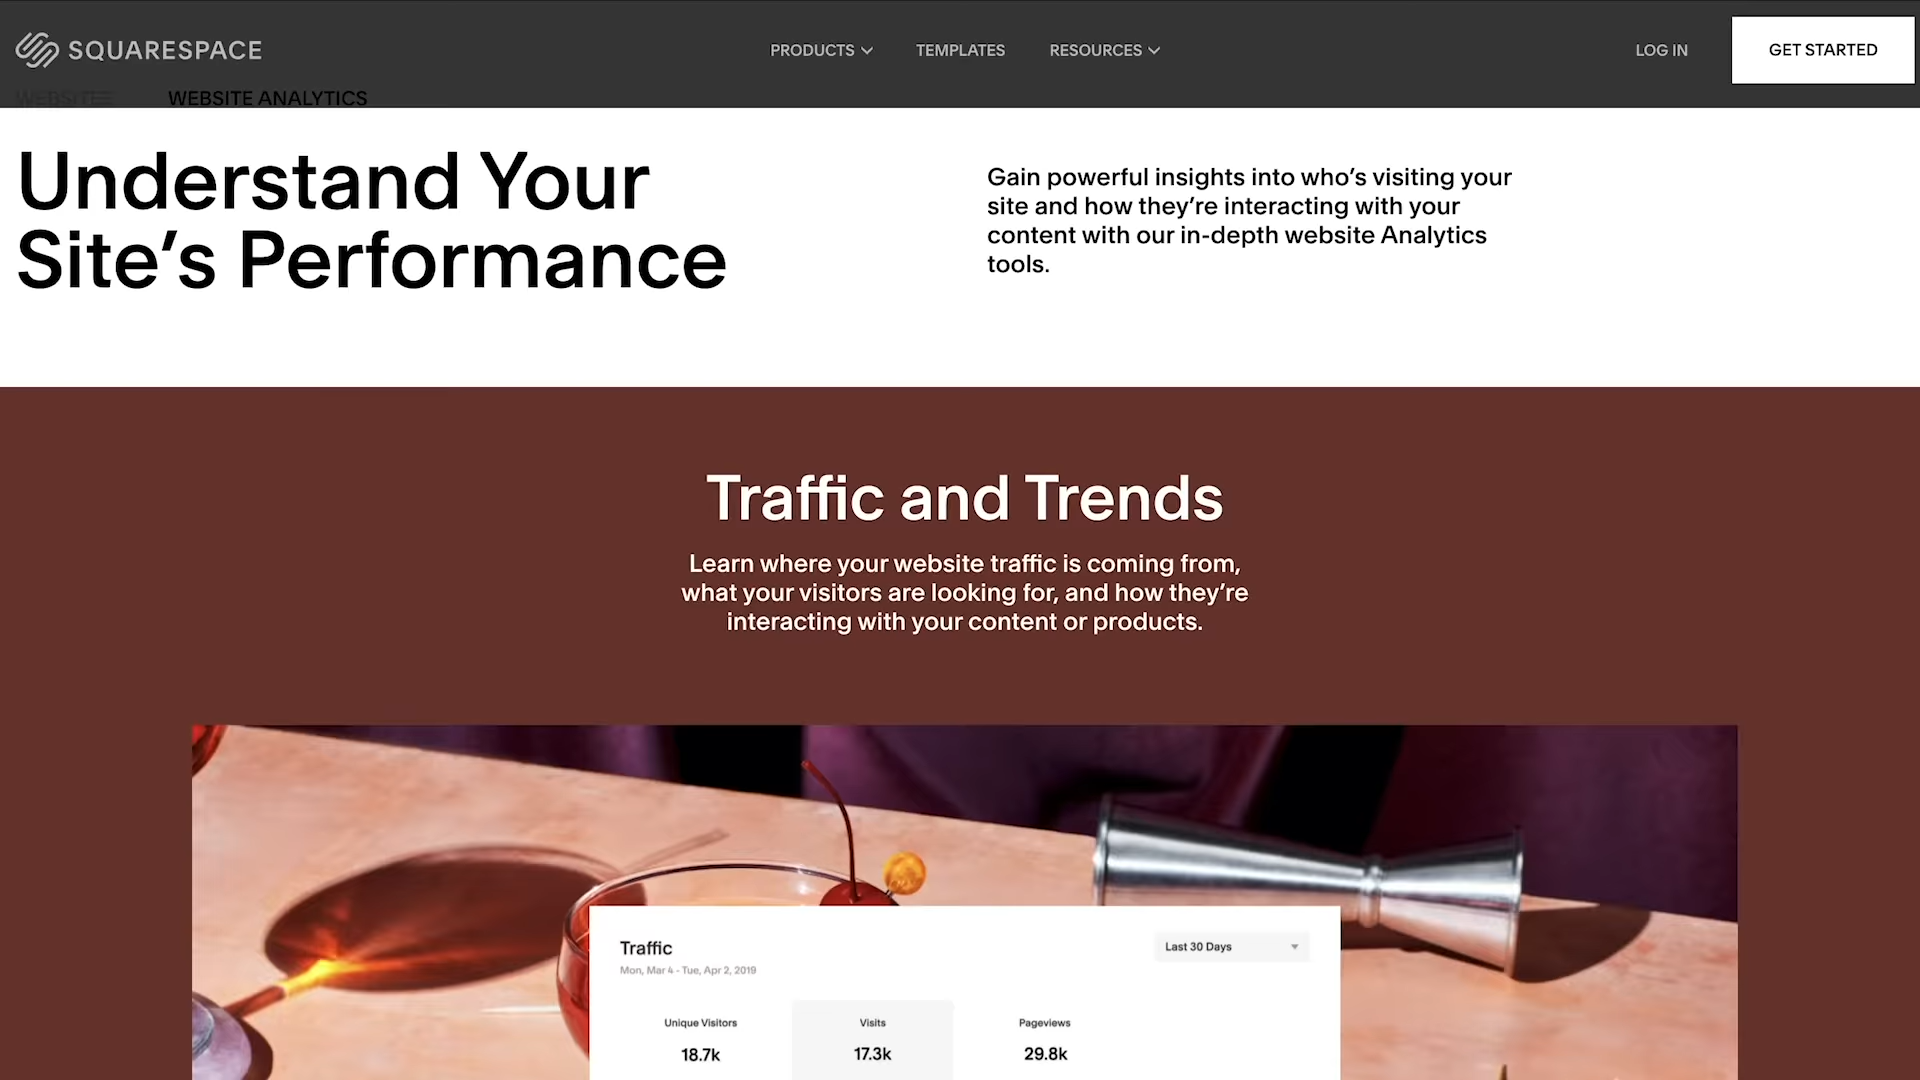 SQUARESPACE
PRODUCTS
TEMPLATES
RESOURCES
LOG IN
GET STARTED
WEBSITE ANALYTICS
Understand Your
Site’s Performance
Gain powerful insights into who’s visiting your
site and how they’re interacting with your
content with our in-depth website Analytics
tools.
Traffic and Trends
Learn where your website traffic is coming from,
what your visitors are looking for, and how they’re
interacting with your content or products.
Traffic
Last 30 Days
Mon, Mar 4 - Tue, Apr 2, 2019
Unique Visitors
Visits
Pageviews
18.7k
17.3k
29.8k